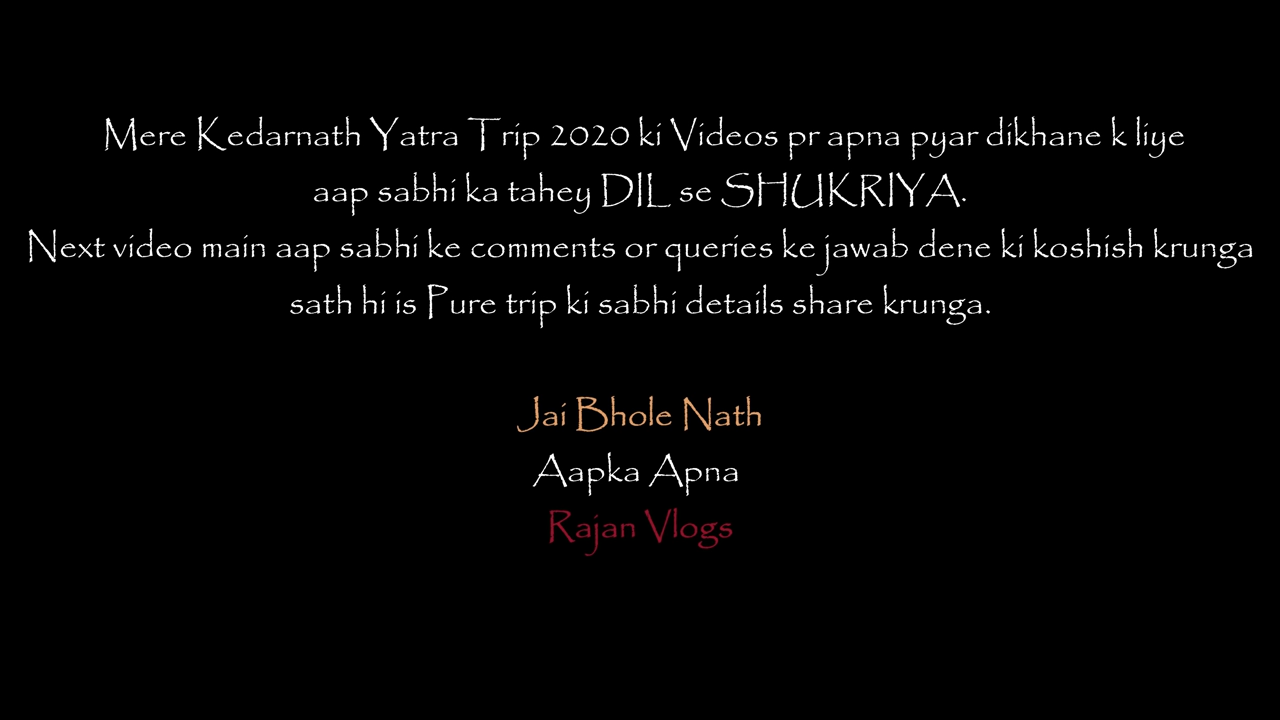 Mere Kedarnath Yatra Trip 2020 ki Videos pr apna pyar dikhane k liye
aap sabhi ka tahey DIL se SHUKRIYA.
Next video main aap sabhi ke comments or queries ke jawab dene ki koshish krunga
sath hi is Pure trip ki sabhi details share krunga.
Jai Bhole Nath
Aapka Apna
Rajan Vlogs